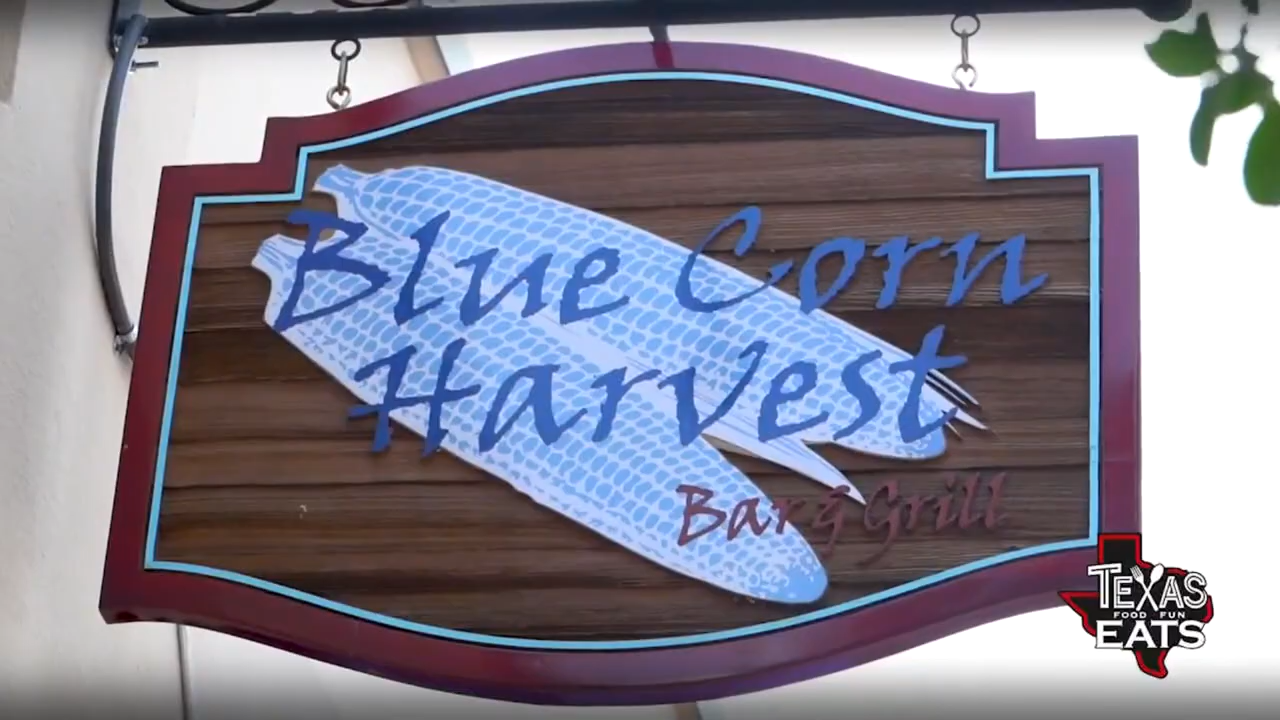 Blue Corn
Harvest
Bar & Grill
TEXAS
FOOD FUN
EATS